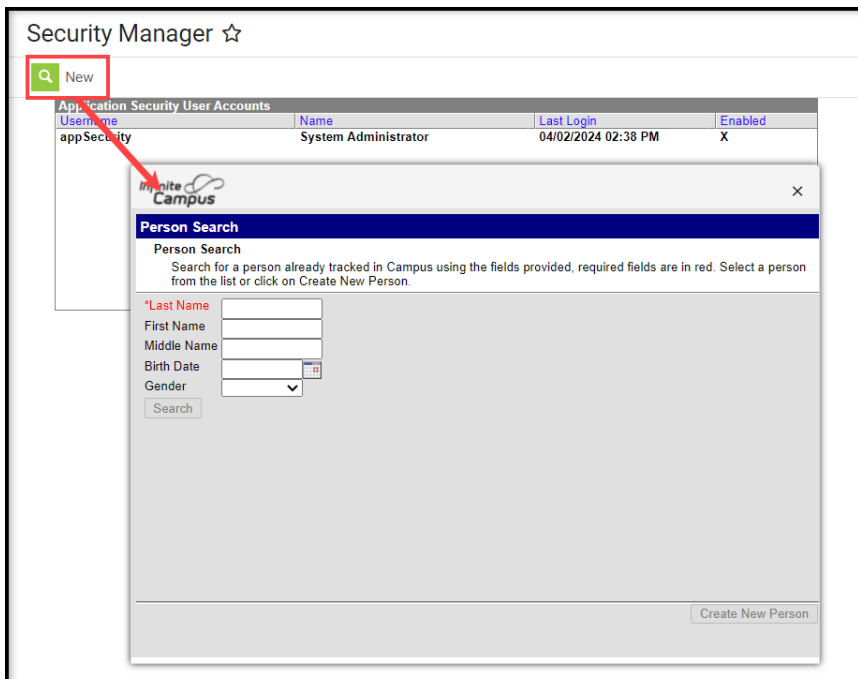 Security Manager
New
Application Security User Accounts
Username Name Last Login Enabled
appSecurity System Administrator 04/02/2024 02:38 PM X
Infinite
Campus
×
Person Search
Person Search
Search for a person already tracked in Campus using the fields provided, required fields are in red. Select a person
from the list or click on Create New Person.
*Last Name
First Name
Middle Name
Birth Date
Gender
Search
Create New Person